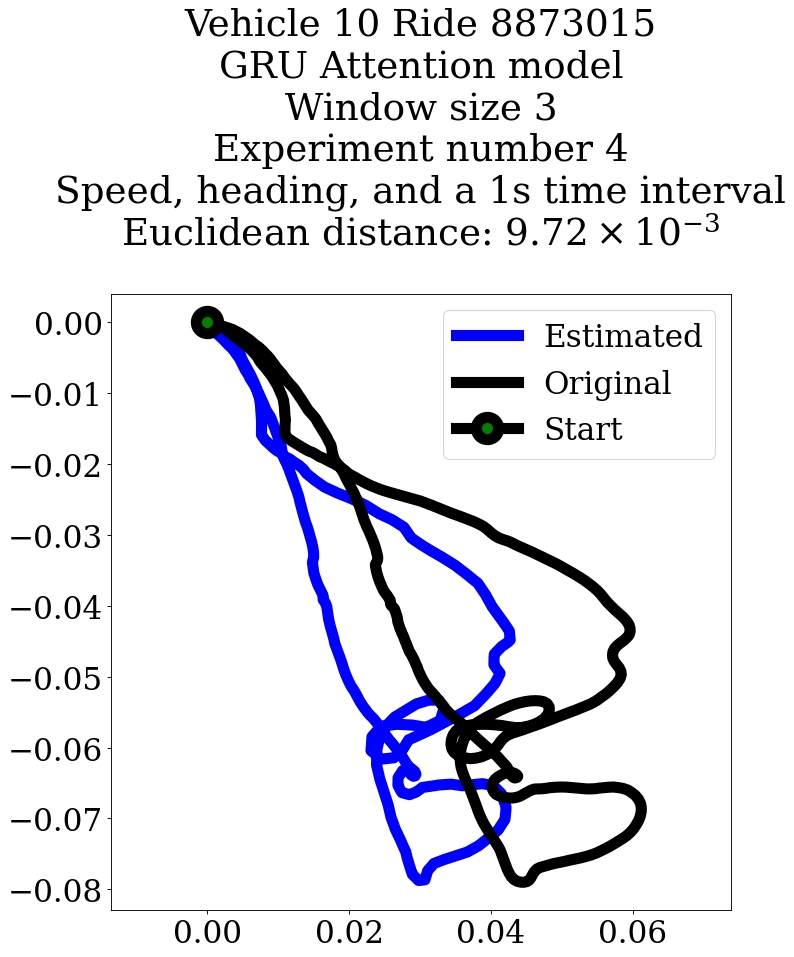 Vehicle 10 Ride 8873015
GRU Attention model
Window size 3
Experiment number 4
Speed, heading, and a 1s time interval
Euclidean distance: 9.72 × 10⁻³
Estimated
Original
Start
0.00
−0.01
−0.02
−0.03
−0.04
−0.05
−0.06
−0.07
−0.08
0.00 0.02 0.04 0.06